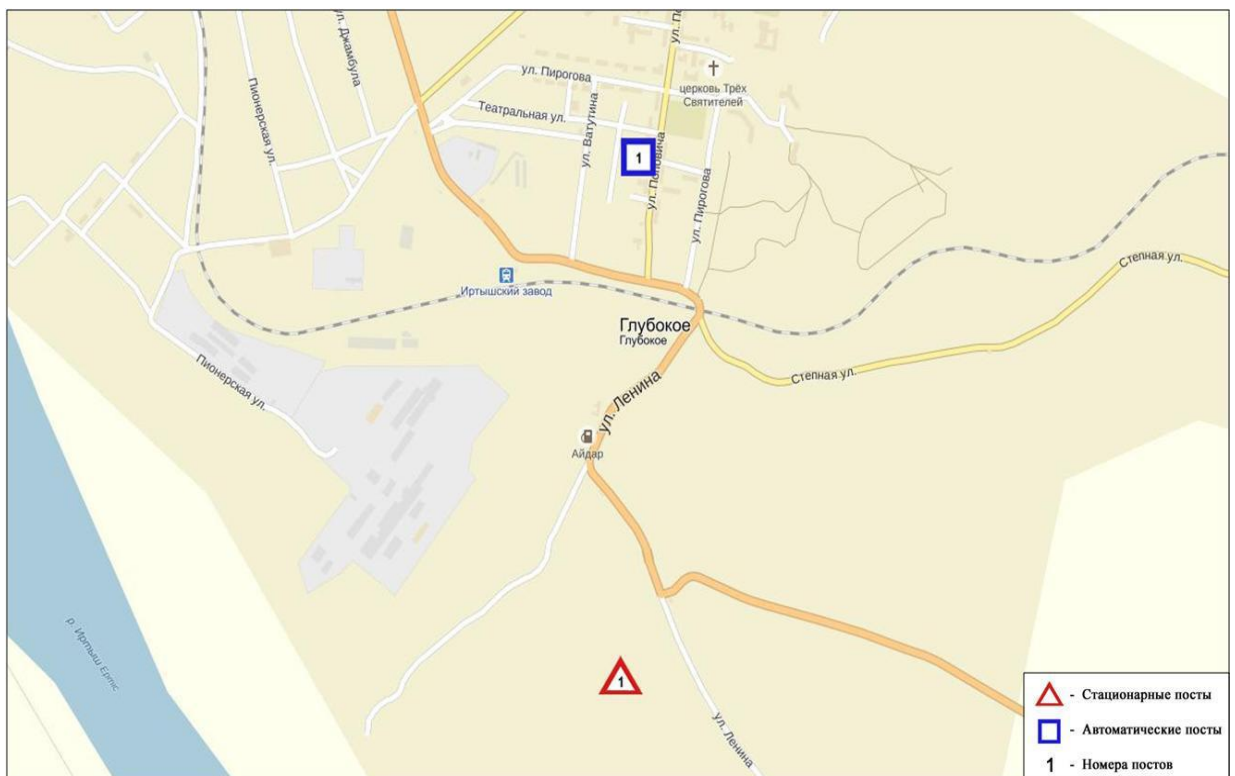 ул. Джамбула
ул. По
ул. Пирогова
церковь Трёх
Святителей
Пионерская ул.
Театральная ул.
ул. Ватутина
1
ул. Поповича
ул. Пирогова
Степная ул.
Иртышский завод
Глубокое
Глубокое
Пионерская ул.
Степная ул.
ул. Ленина
Айдар
р. Иртыш Ертіс
1
ул. Ленина
- Стационарные посты
- Автоматические посты
1 - Номера постов